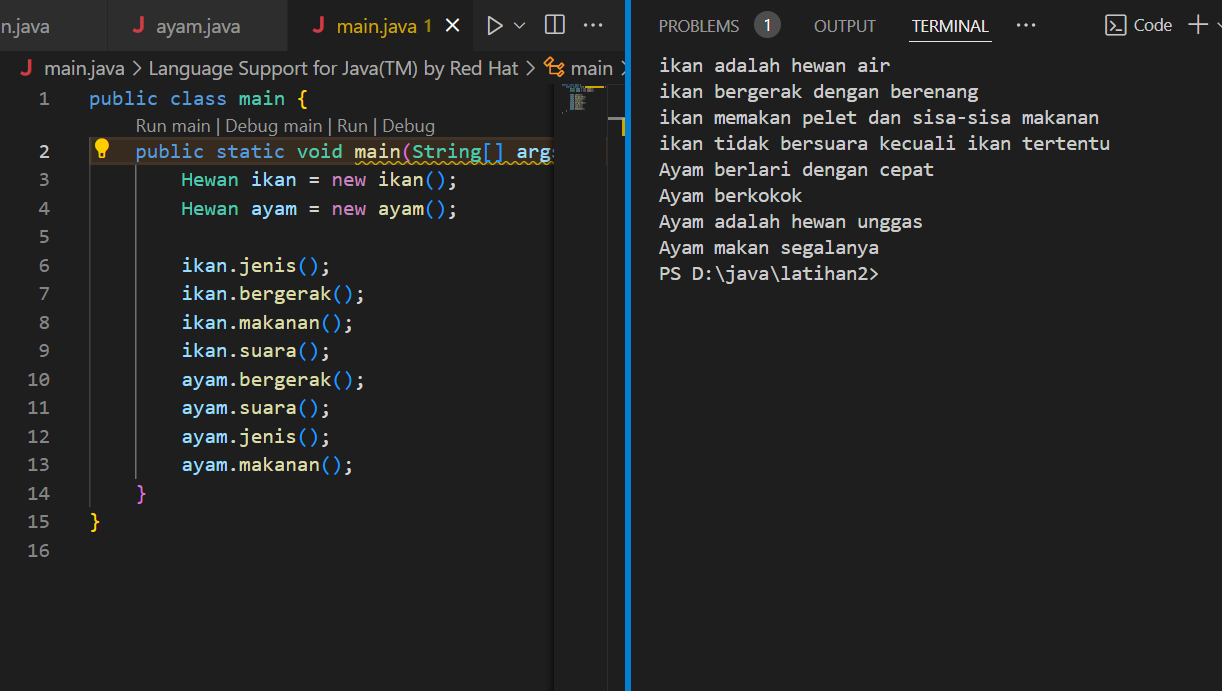 n.java
J ayam.java
J main.java 1
J main.java > Language Support for Java(TM) by Red Hat > main >
1 public class main {
Run main | Debug main | Run | Debug
2 public static void main(String[] args
3 Hewan ikan = new ikan();
4 Hewan ayam = new ayam();
5
6 ikan.jenis();
7 ikan.bergerak();
8 ikan.makanan();
9 ikan.suara();
10 ayam.bergerak();
11 ayam.suara();
12 ayam.jenis();
13 ayam.makanan();
14 }
15 }
16
PROBLEMS 1 OUTPUT TERMINAL ... Code +
ikan adalah hewan air
ikan bergerak dengan berenang
ikan memakan pelet dan sisa-sisa makanan
ikan tidak bersuara kecuali ikan tertentu
Ayam berlari dengan cepat
Ayam berkokok
Ayam adalah hewan unggas
Ayam makan segalanya
PS D:\java\latihan2>